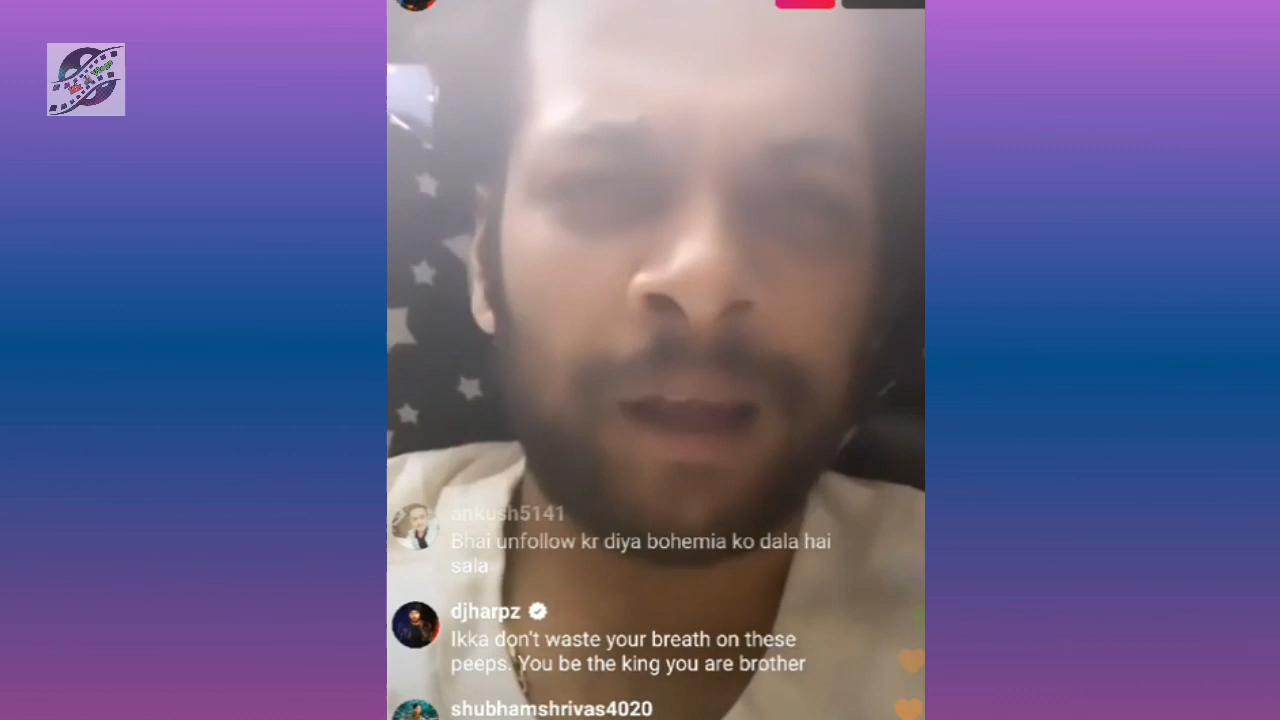 ankush5141
Bhai unfollow kr diya bohemia ko dala hai
sala
djharpz
Ikka don't waste your breath on these
peeps. You be the king you are brother
shubhamshrivas4020